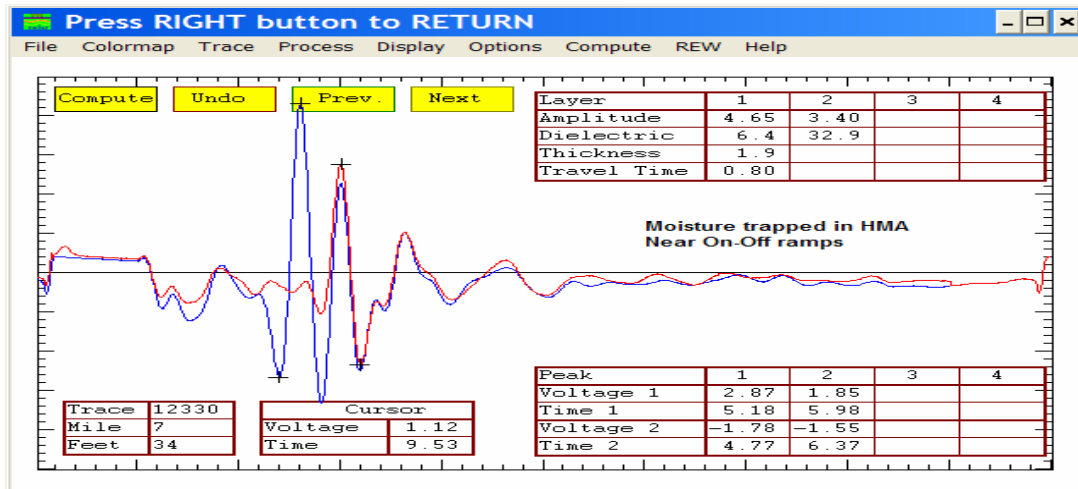 Press RIGHT button to RETURN
File Colormap Trace Process Display Options Compute REW Help
Compute Undo Prev. Next
Layer 1 2 3 4
Amplitude 4.65 3.40
Dielectric 6.4 32.9
Thickness 1.9
Travel Time 0.80
Moisture trapped in HMA
Near On-Off ramps
Peak 1 2 3 4
Voltage 1 2.87 1.85
Time 1 5.18 5.98
Voltage 2 -1.78 -1.55
Time 2 4.77 6.37
Trace 12330
Mile 7
Feet 34
Cursor
Voltage 1.12
Time 9.53